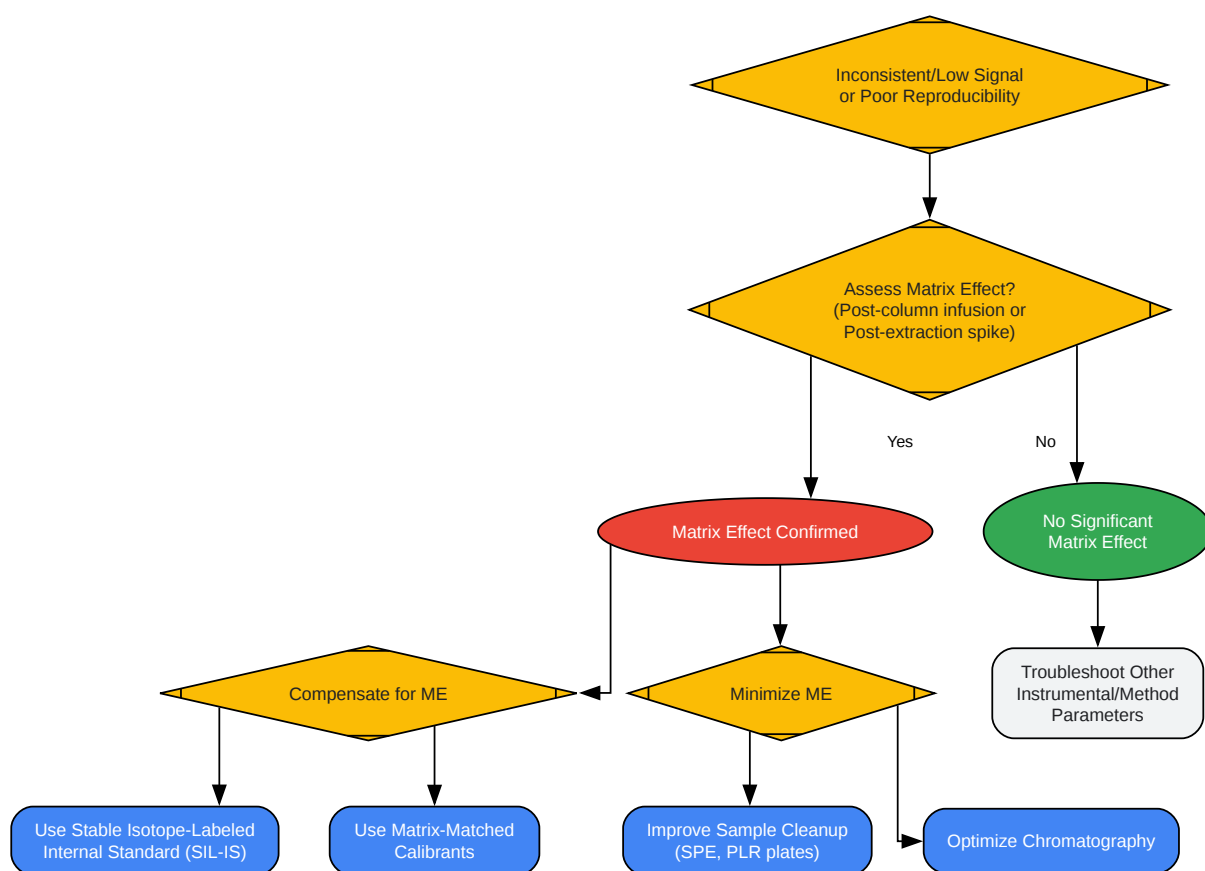 Inconsistent/Low Signal
or Poor Reproducibility
Assess Matrix Effect?
(Post-column infusion or
Post-extraction spike)
Yes
No
Matrix Effect Confirmed
No Significant
Matrix Effect
Compensate for ME
Minimize ME
Troubleshoot Other
Instrumental/Method
Parameters
Use Stable Isotope-Labeled
Internal Standard (SIL-IS)
Use Matrix-Matched
Calibrants
Improve Sample Cleanup
(SPE, PLR plates)
Optimize Chromatography